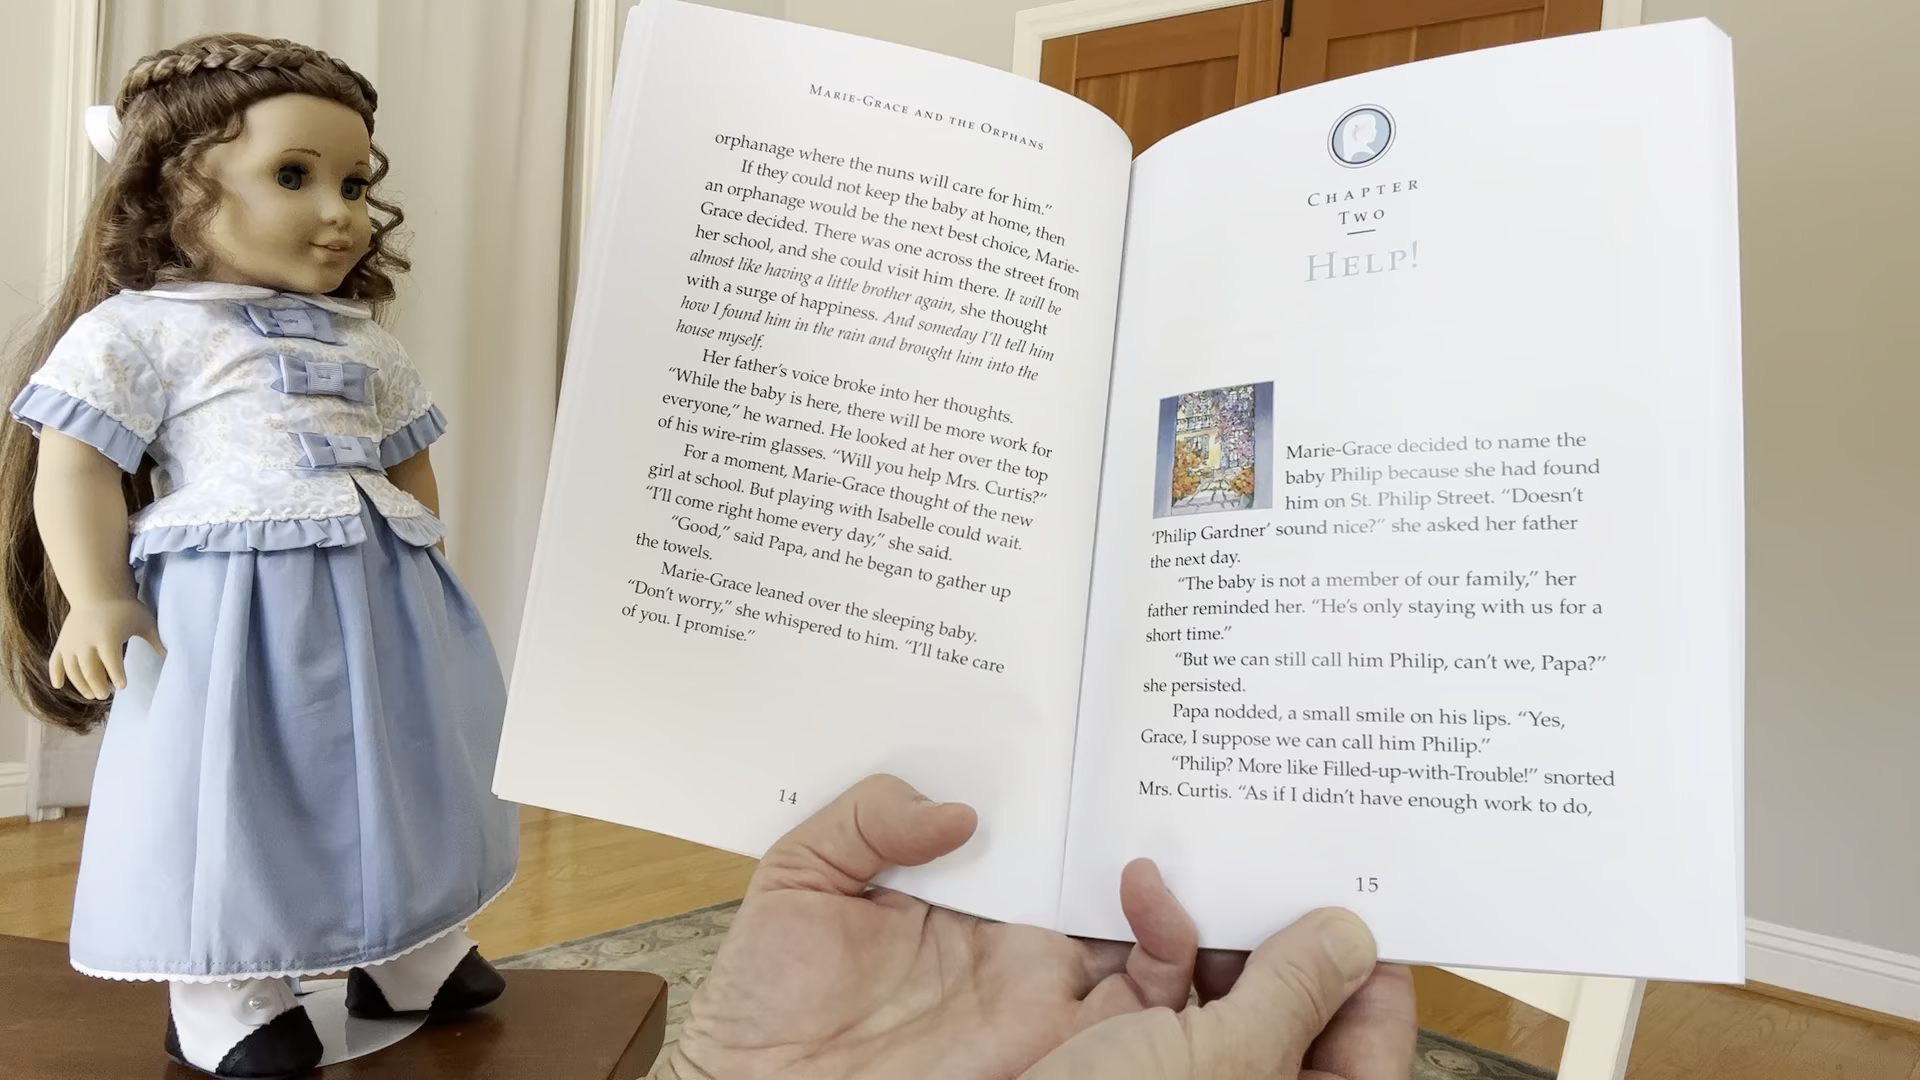 MARIE-GRACE AND THE ORPHANS
orphanage where the nuns will care for him.”
If they could not keep the baby at home, then
an orphanage would be the next best choice, Marie-
Grace decided. There was one across the street from
her school, and she could visit him there. It will be
almost like having a little brother again, she thought
with a surge of happiness. And someday I’ll tell him
how I found him in the rain and brought him into the
house myself.
Her father’s voice broke into her thoughts.
“While the baby is here, there will be more work for
everyone,” he warned. He looked at her over the top
of his wire-rim glasses. “Will you help Mrs. Curtis?”
For a moment, Marie-Grace thought of the new
girl at school. But playing with Isabelle could wait.
“I’ll come right home every day,” she said.
“Good,” said Papa, and he began to gather up
the towels.
Marie-Grace leaned over the sleeping baby.
“Don’t worry,” she whispered to him. “I’ll take care
of you. I promise.”
14
CHAPTER
TWO
HELP!
Marie-Grace decided to name the
baby Philip because she had found
him on St. Philip Street. “Doesn’t
‘Philip Gardner’ sound nice?” she asked her father
the next day.
“The baby is not a member of our family,” her
father reminded her. “He’s only staying with us for a
short time.”
“But we can still call him Philip, can’t we, Papa?”
she persisted.
Papa nodded, a small smile on his lips. “Yes,
Grace, I suppose we can call him Philip.”
“Philip? More like Filled-up-with-Trouble!” snorted
Mrs. Curtis. “As if I didn’t have enough work to do,
15